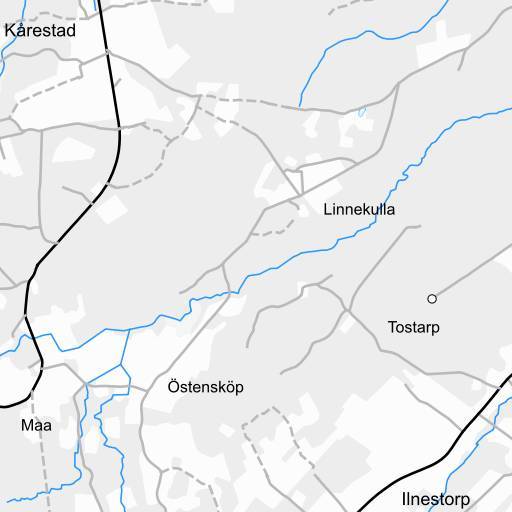 Kårestad
Linnekulla
Tostarp
Östensköp
Maa
Ilnestorp